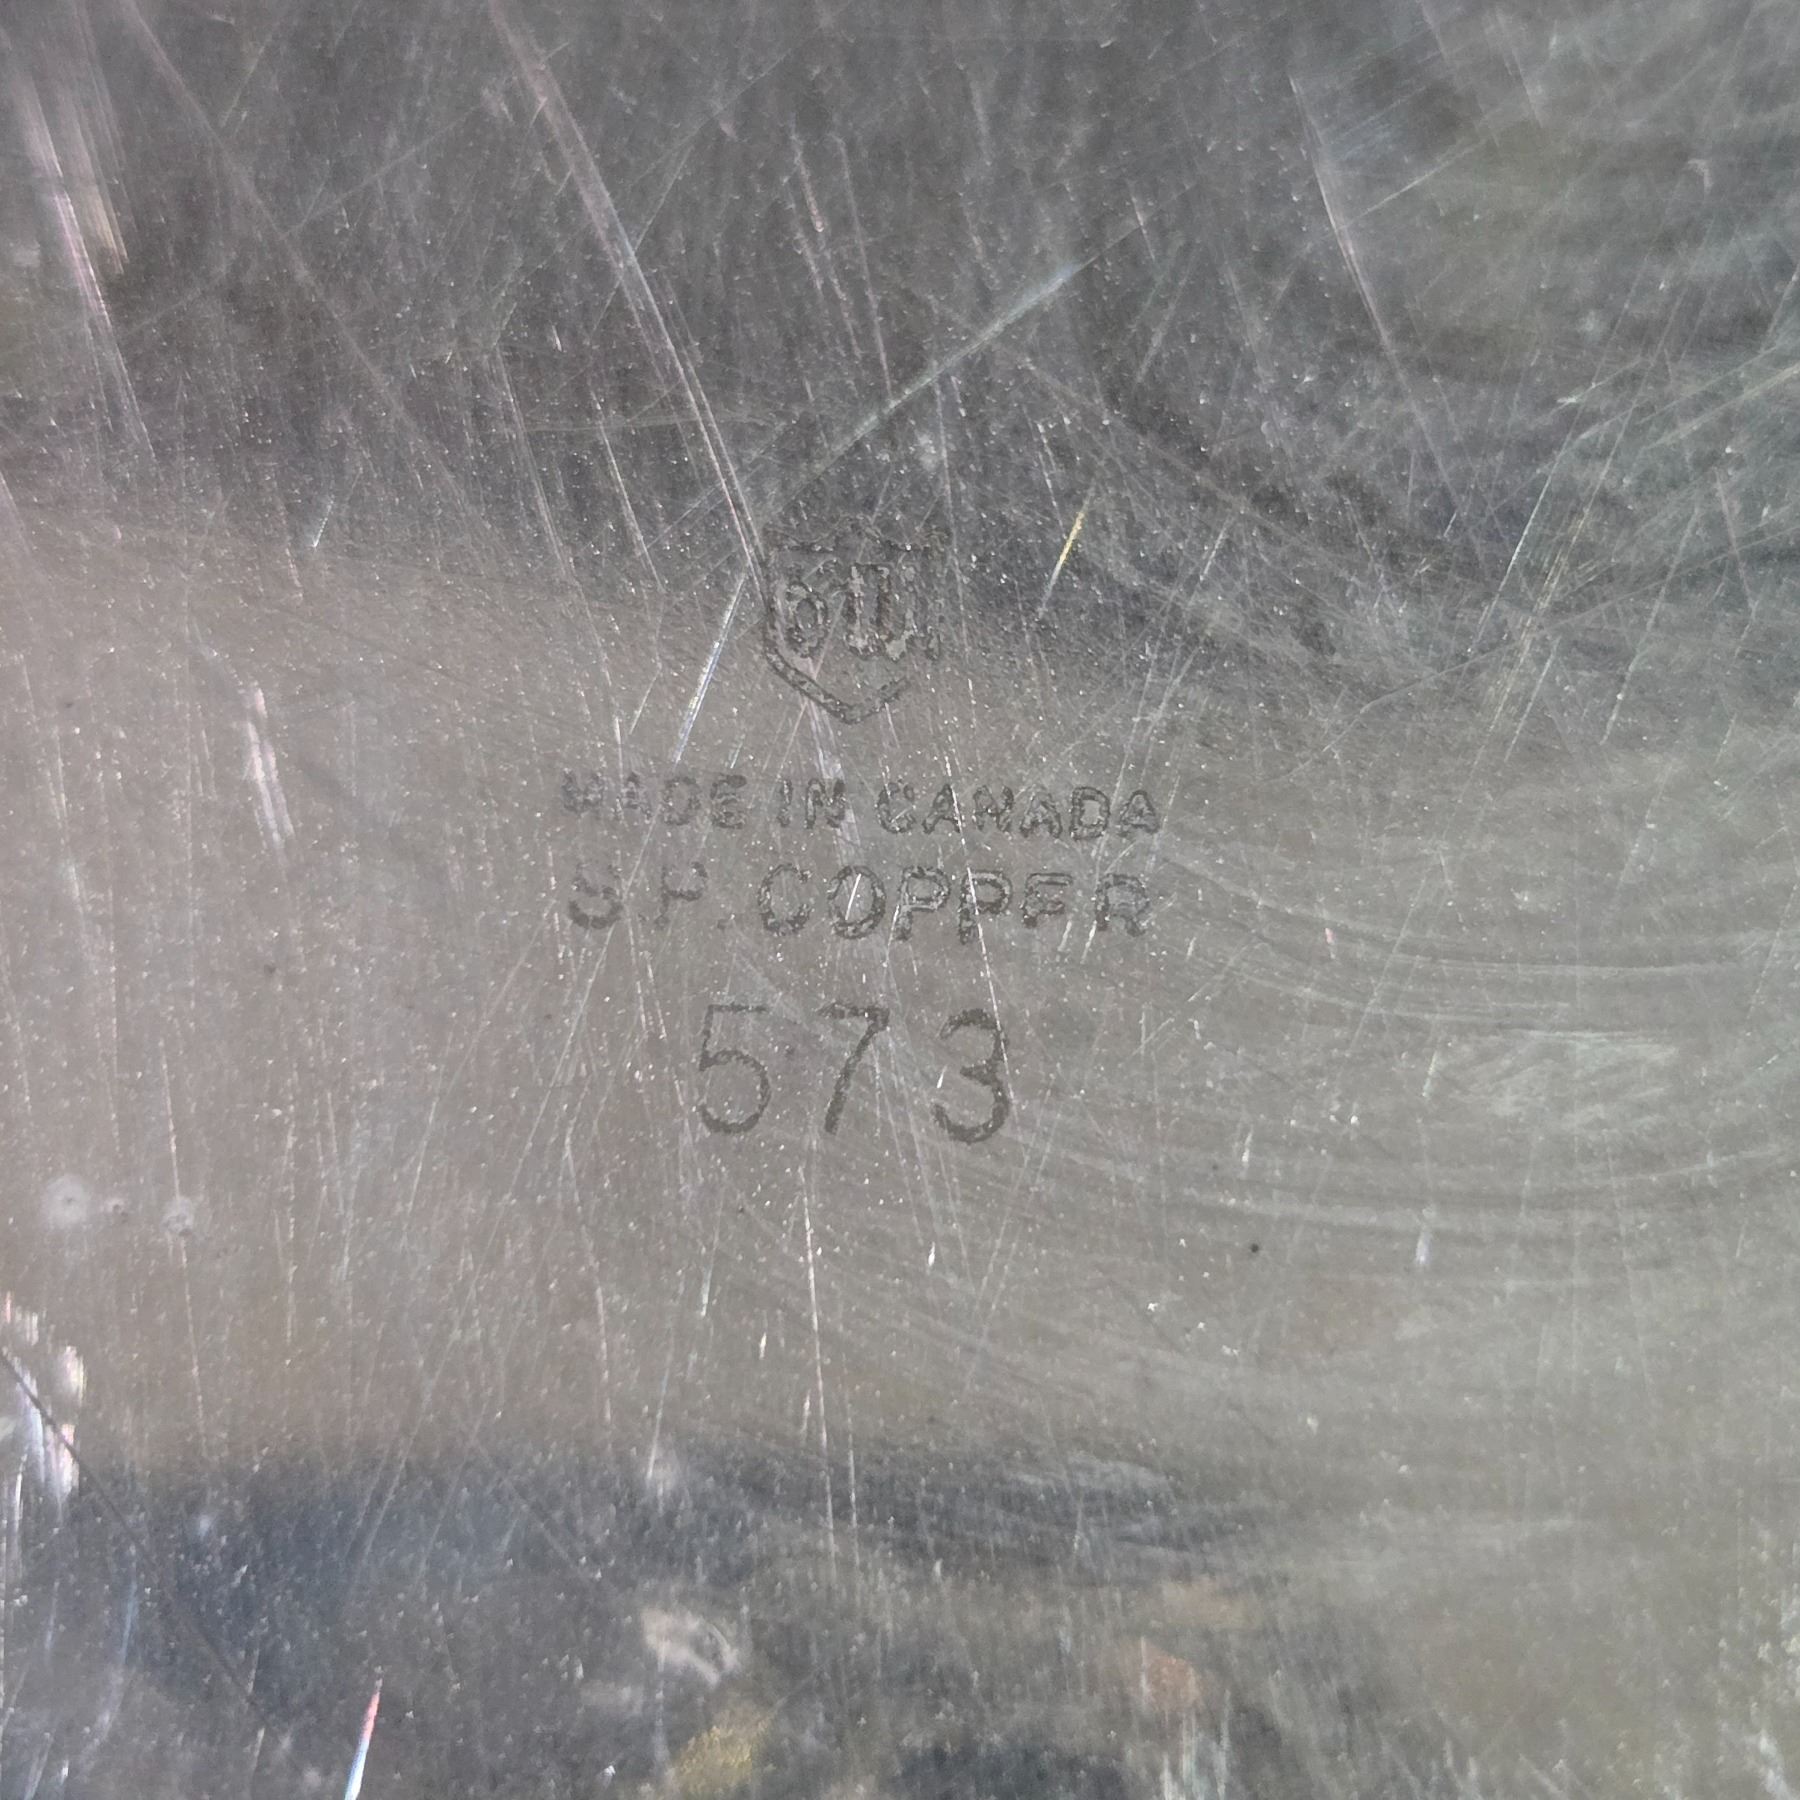 MADE IN CANADA
S.P. COPPER
573